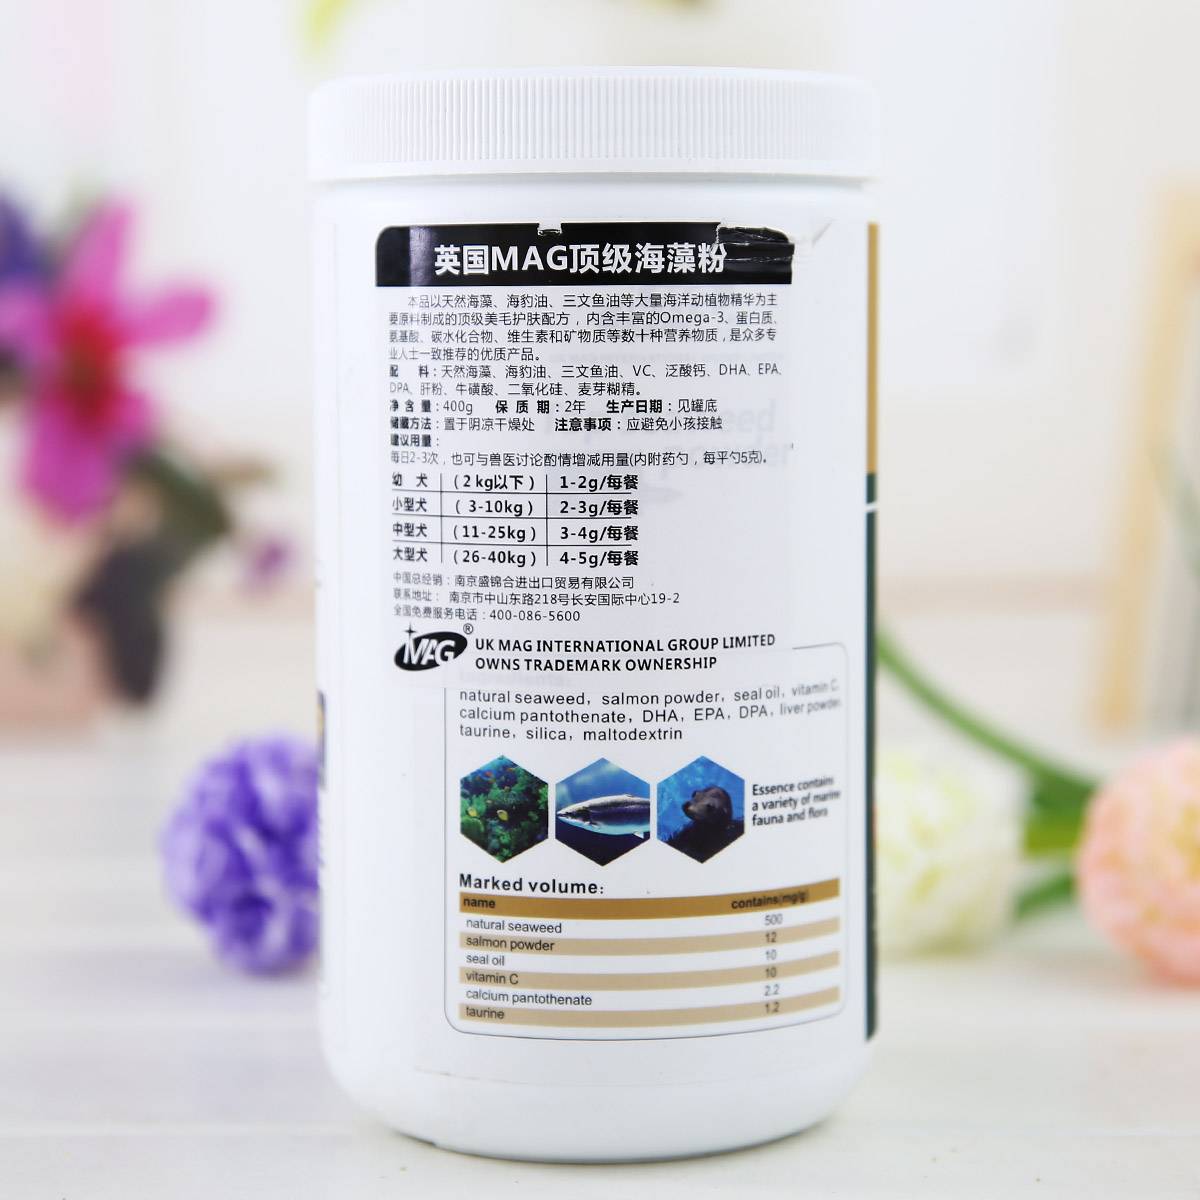 英国MAG顶级海藻粉
本品以天然海藻、海豹油、三文鱼油等大量海洋动植物精华为主
要原料制成的顶级美毛护肤配方，内含丰富的Omega-3、蛋白质、
氨基酸、碳水化合物、维生素和矿物质等数十种营养物质，是众多专
业人士一致推荐的优质产品。
配 料：天然海藻、海豹油、三文鱼油、VC、泛酸钙、DHA、EPA、
DPA、肝粉、牛磺酸、二氧化硅、麦芽糊精。
净 含 量：400g 保 质 期：2年 生产日期：见罐底
储藏方法：置于阴凉干燥处 注意事项：应避免小孩接触
建议用量：
每日2-3次，也可与兽医讨论酌情增减用量(内附药勺，每平勺5克)。
幼 犬 （2kg以下） 1-2g/每餐
小型犬 （3-10kg） 2-3g/每餐
中型犬 （11-25kg） 3-4g/每餐
大型犬 （26-40kg） 4-5g/每餐
中国总经销：南京盛锦合进出口贸易有限公司
联系地址： 南京市中山东路218号长安国际中心19-2
全国免费服务电话：400-086-5600
MAG® UK MAG INTERNATIONAL GROUP LIMITED
OWNS TRADEMARK OWNERSHIP
natural seaweed, salmon powder, seal oil, vitamin C,
calcium pantothenate, DHA, EPA, DPA, liver powder,
taurine, silica, maltodextrin
Essence contains
a variety of marine
fauna and flora
Marked volume:
name contains(mg/g)
natural seaweed 500
salmon powder 12
seal oil 10
vitamin C 10
calcium pantothenate 2.2
taurine 1.2